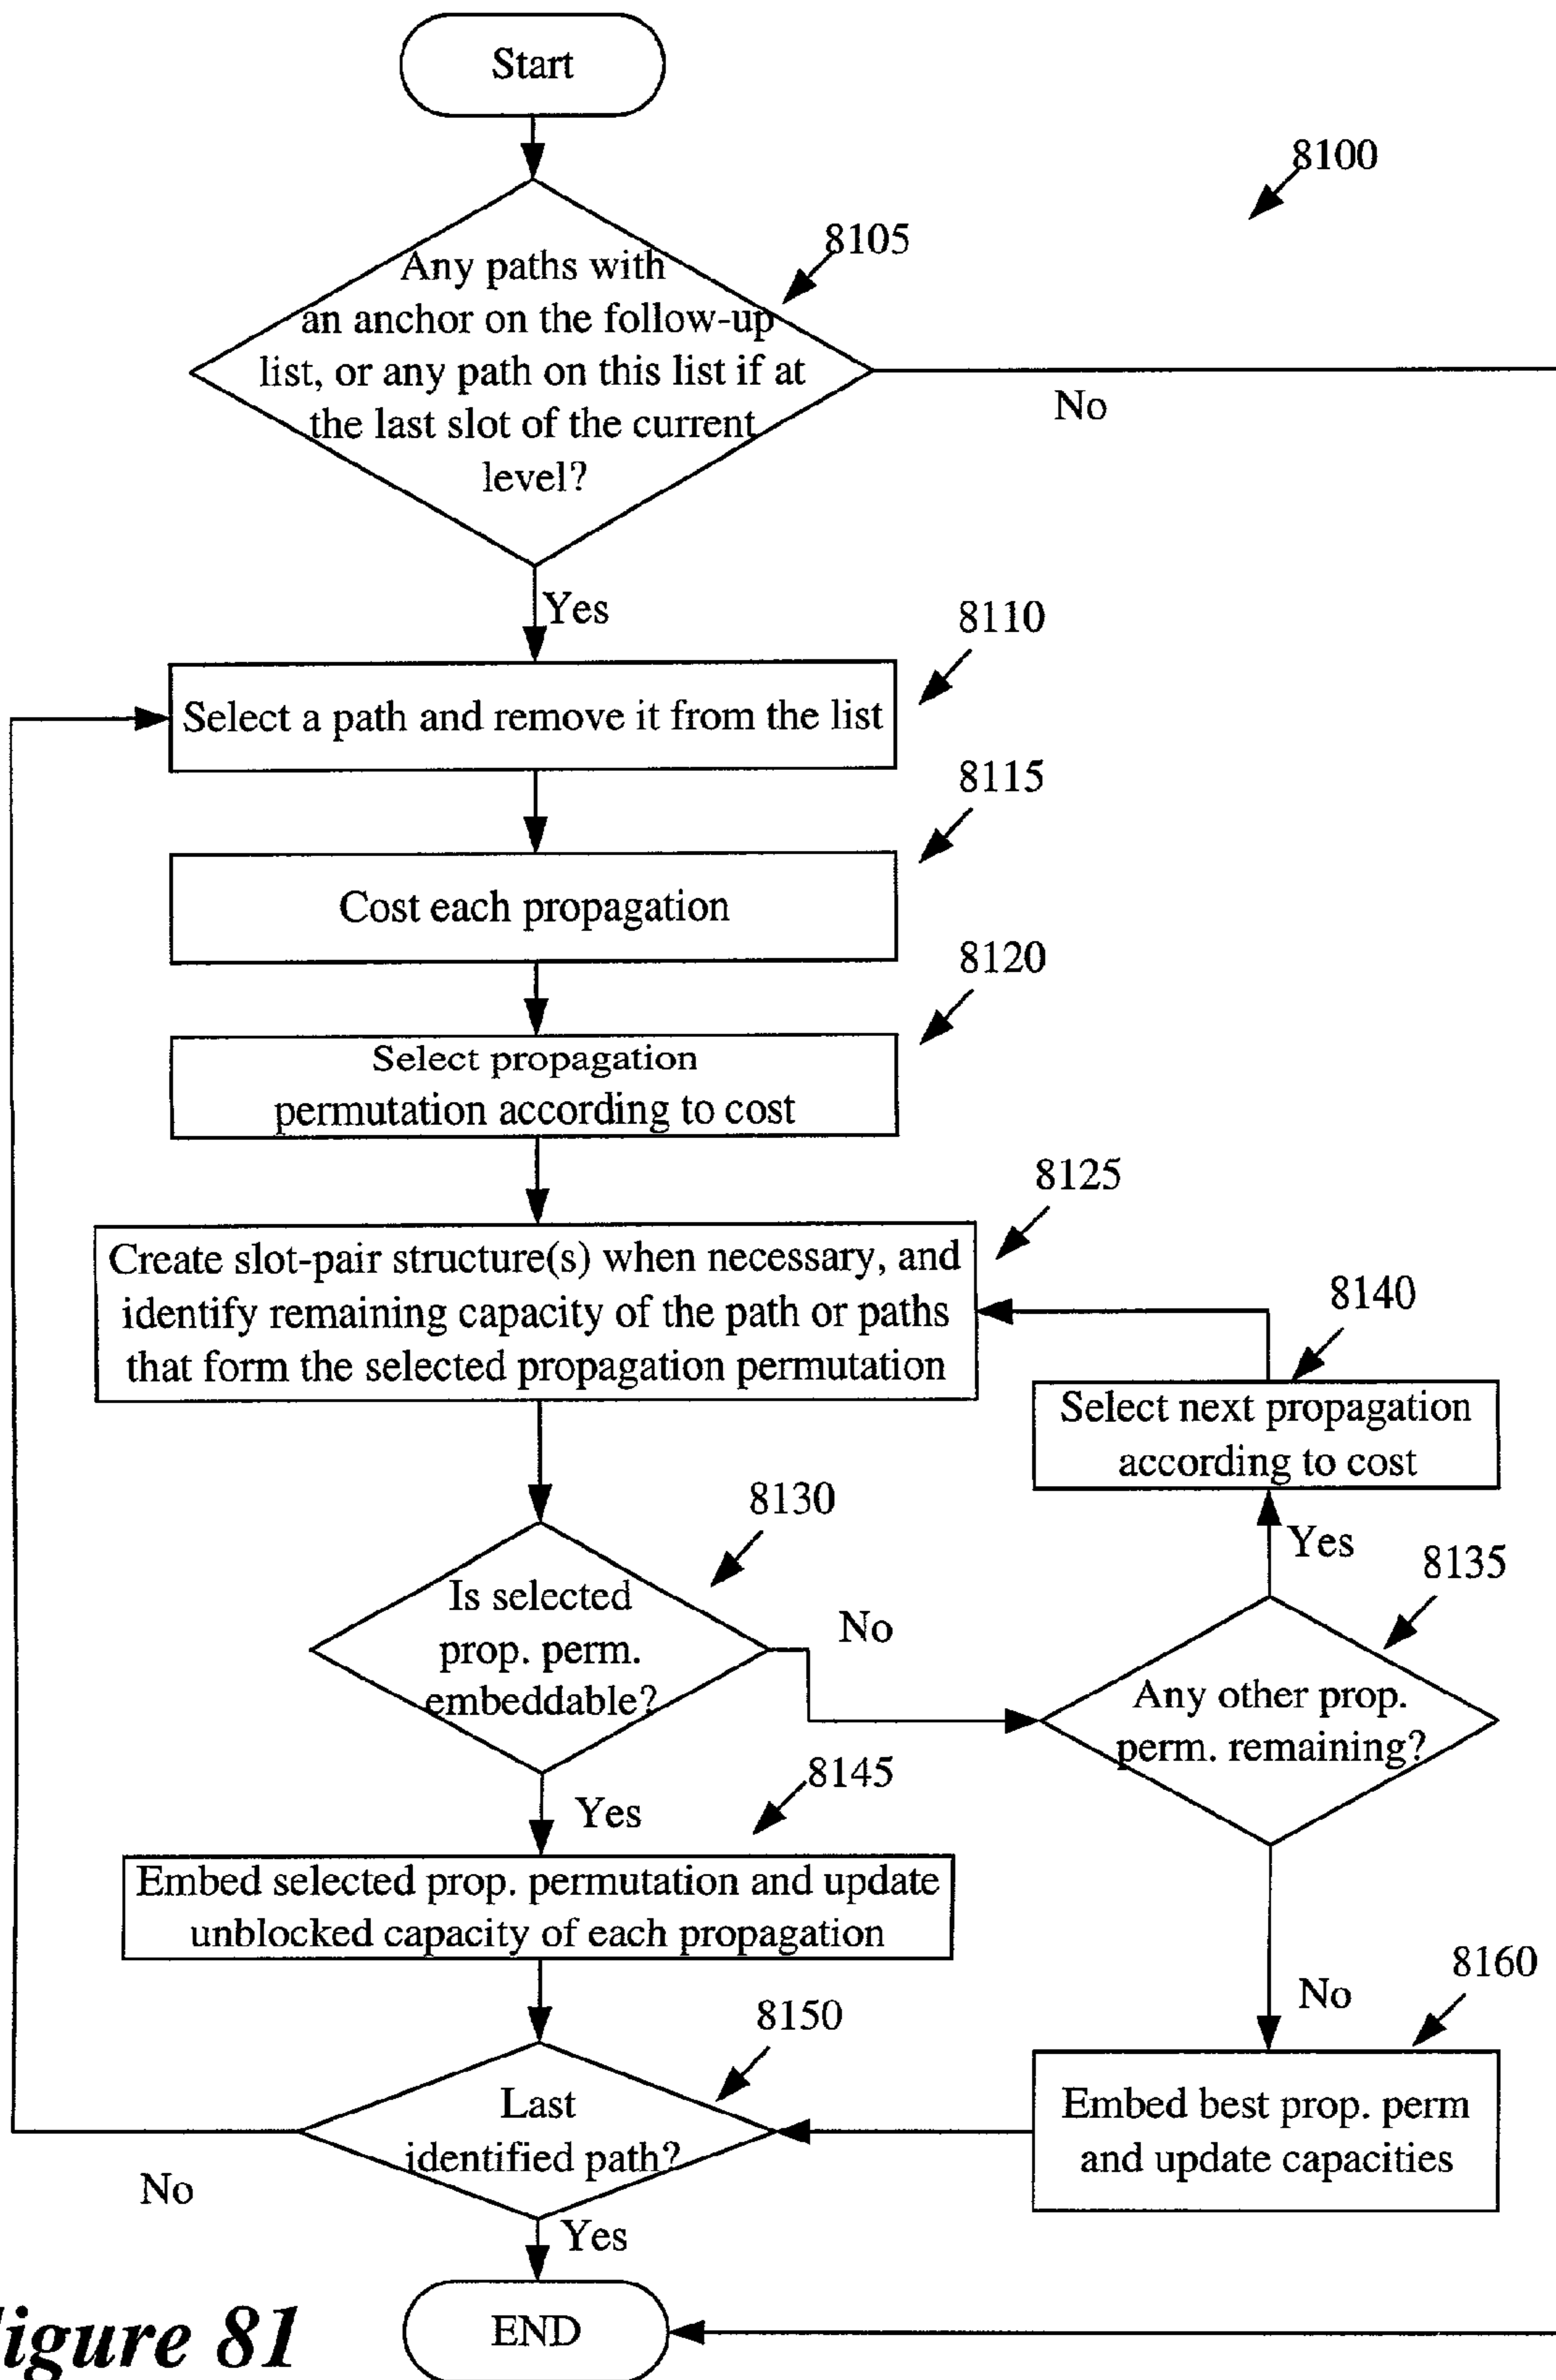 Start
8100
8105
Any paths with
an anchor on the follow-up
list, or any path on this list if at
the last slot of the current
level?
No
Yes
8110
Select a path and remove it from the list
8115
Cost each propagation
8120
Select propagation
permutation according to cost
8125
Create slot-pair structure(s) when necessary, and
identify remaining capacity of the path or paths
that form the selected propagation permutation
8140
Select next propagation
according to cost
8130
Is selected
prop. perm.
embeddable?
No
Yes
8135
Any other prop.
perm. remaining?
8145
Yes
Embed selected prop. permutation and update
unblocked capacity of each propagation
8160
No
8150
Last
identified path?
Embed best prop. perm
and update capacities
No
Yes
END
igure 81